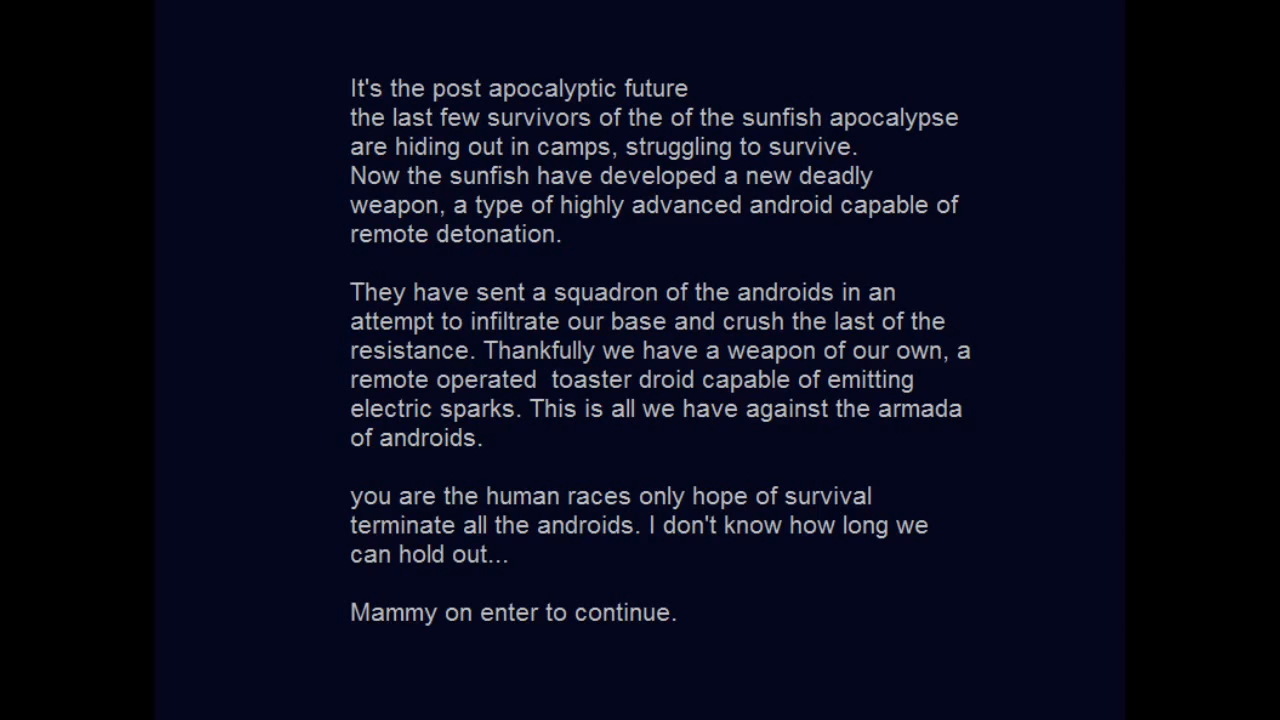 It's the post apocalyptic future
the last few survivors of the of the sunfish apocalypse
are hiding out in camps, struggling to survive.
Now the sunfish have developed a new deadly
weapon, a type of highly advanced android capable of
remote detonation.
They have sent a squadron of the androids in an
attempt to infiltrate our base and crush the last of the
resistance. Thankfully we have a weapon of our own, a
remote operated  toaster droid capable of emitting
electric sparks. This is all we have against the armada
of androids.
you are the human races only hope of survival
terminate all the androids. I don't know how long we
can hold out...
Mammy on enter to continue.